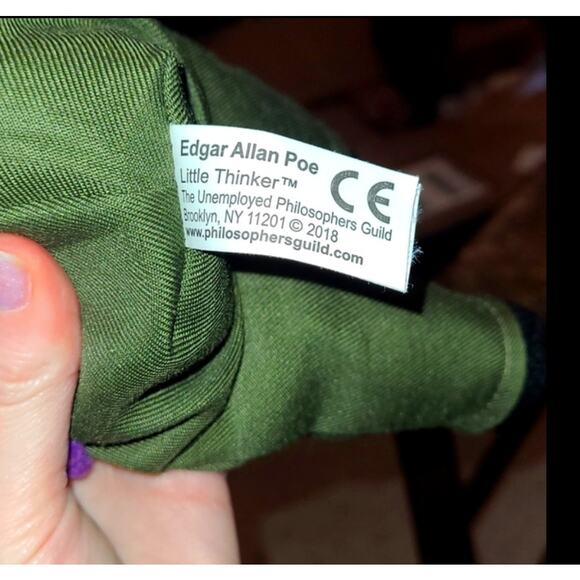 Edgar Allan Poe
Little Thinker™ CE
The Unemployed Philosophers Guild
Brooklyn, NY 11201 © 2018
www.philosophersguild.com